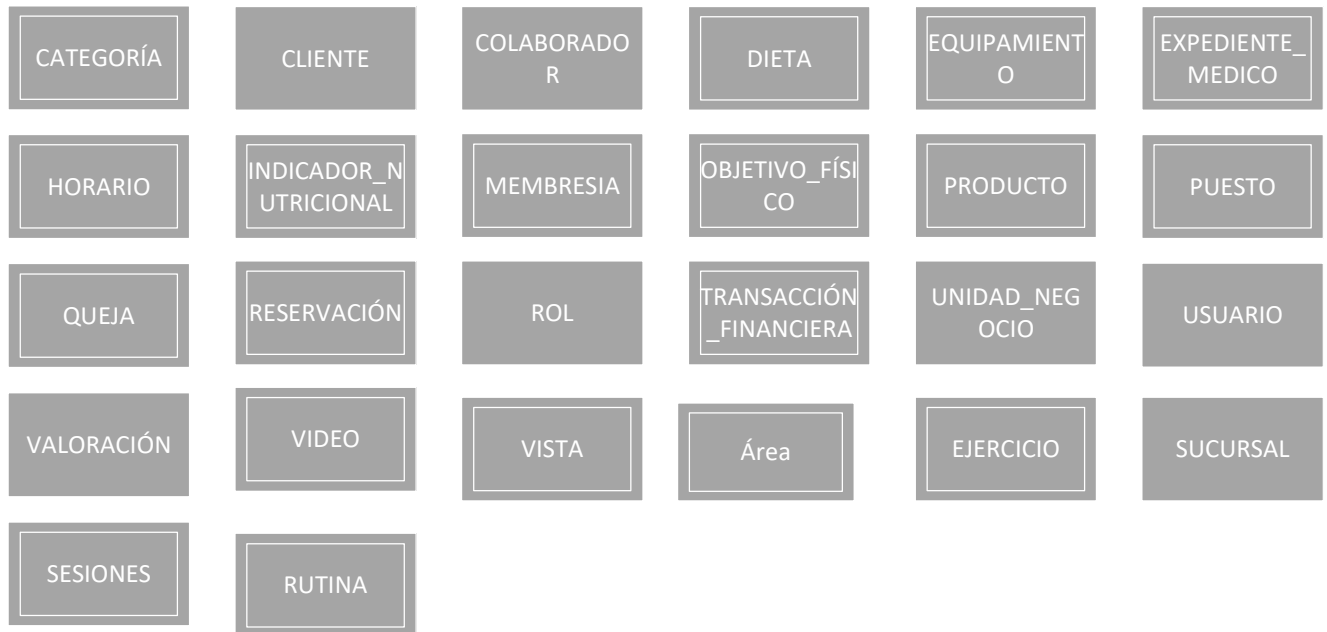 CATEGORÍA
CLIENTE
COLABORADO
R
DIETA
EQUIPAMIENT
O
EXPEDIENTE_
MEDICO
HORARIO
INDICADOR_N
UTRICIONAL
MEMBRESIA
OBJETIVO_FÍSI
CO
PRODUCTO
PUESTO
QUEJA
RESERVACIÓN
ROL
TRANSACCIÓN
_FINANCIERA
UNIDAD_NEG
OCIO
USUARIO
VALORACIÓN
VIDEO
VISTA
Área
EJERCICIO
SUCURSAL
SESIONES
RUTINA